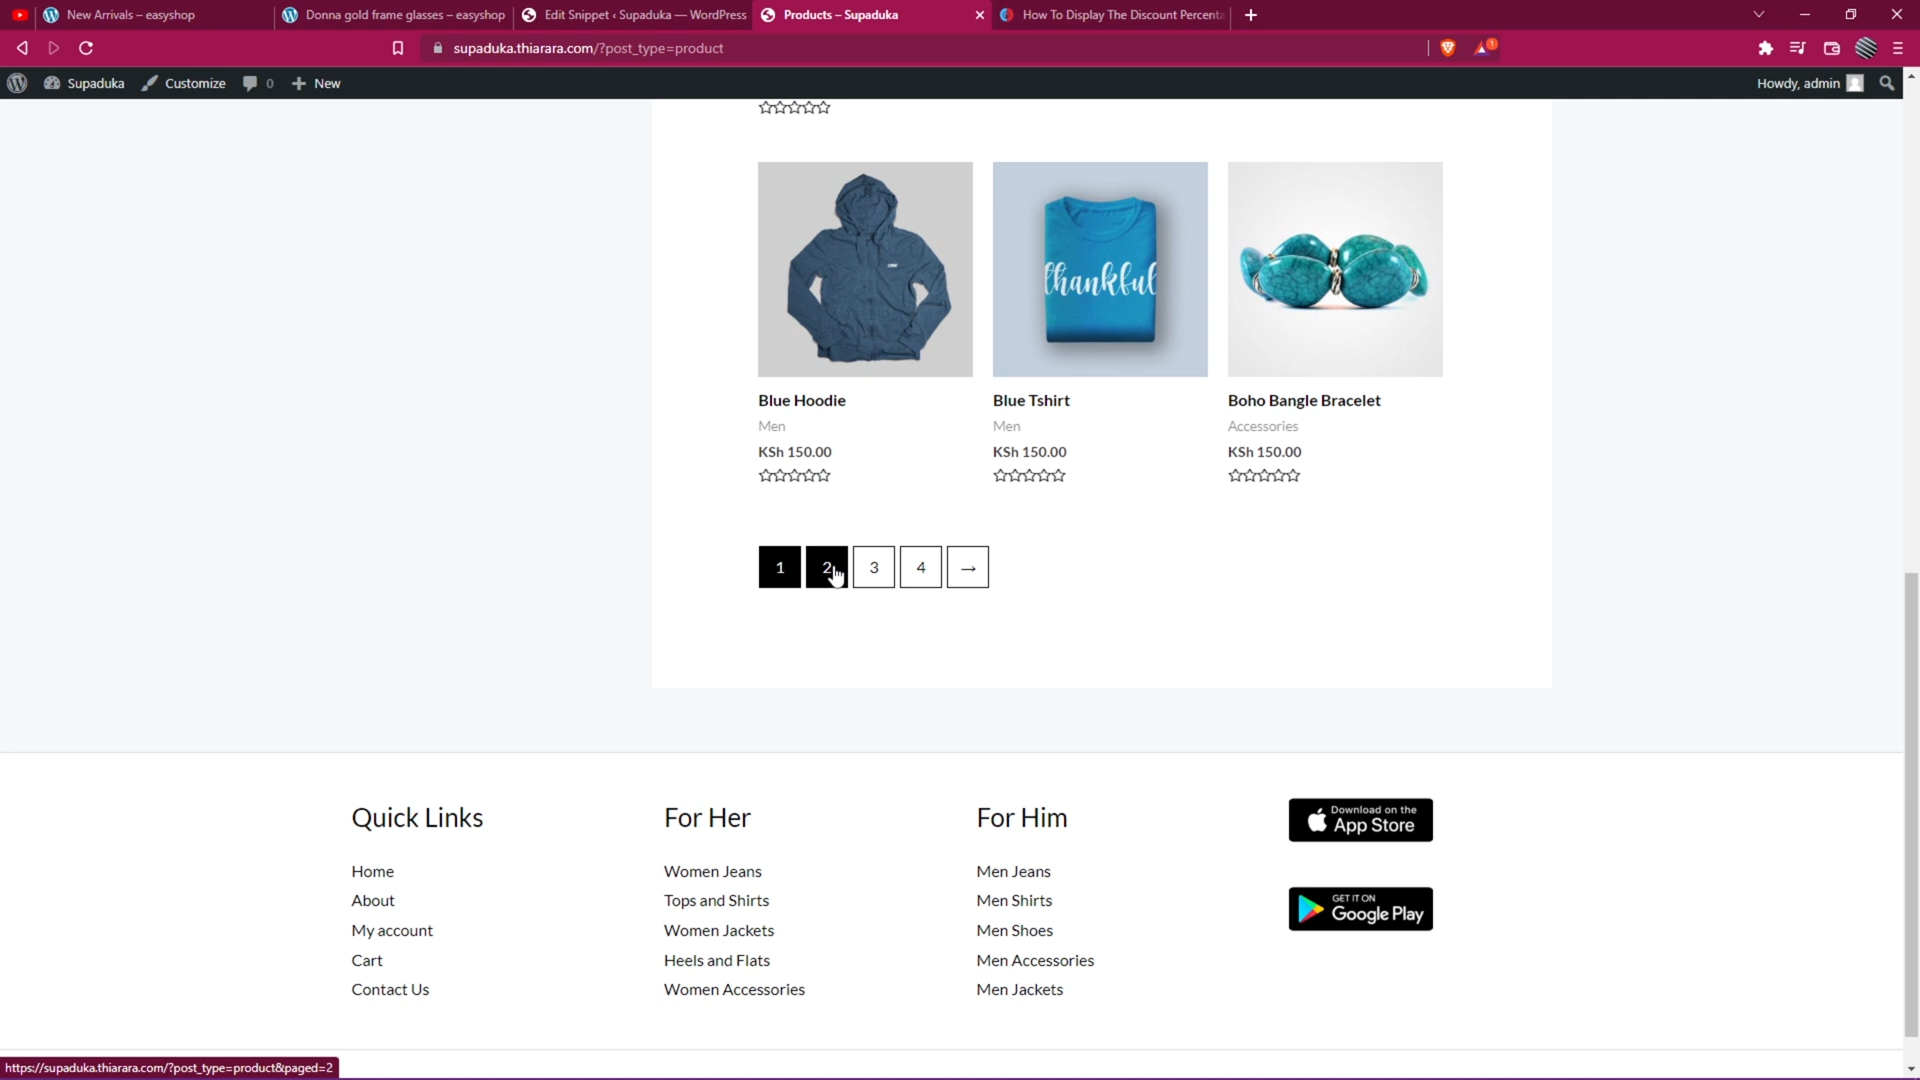 New Arrivals – easyshop
Donna gold frame glasses – easyshop
Edit Snippet ‹ Supaduka — WordPress
Products – Supaduka
How To Display The Discount Percenta
supaduka.thiarara.com/?post_type=product
1
Supaduka
Customize
0
New
Howdy, admin
thankful
Blue Hoodie
Blue Tshirt
Boho Bangle Bracelet
Men
Men
Accessories
KSh 150.00
KSh 150.00
KSh 150.00
1 2 3 4 →
Quick Links
Home
About
My account
Cart
Contact Us
For Her
Women Jeans
Tops and Shirts
Women Jackets
Heels and Flats
Women Accessories
For Him
Men Jeans
Men Shirts
Men Shoes
Men Accessories
Men Jackets
Download on the
App Store
GET IT ON
Google Play
https://supaduka.thiarara.com/?post_type=product&paged=2